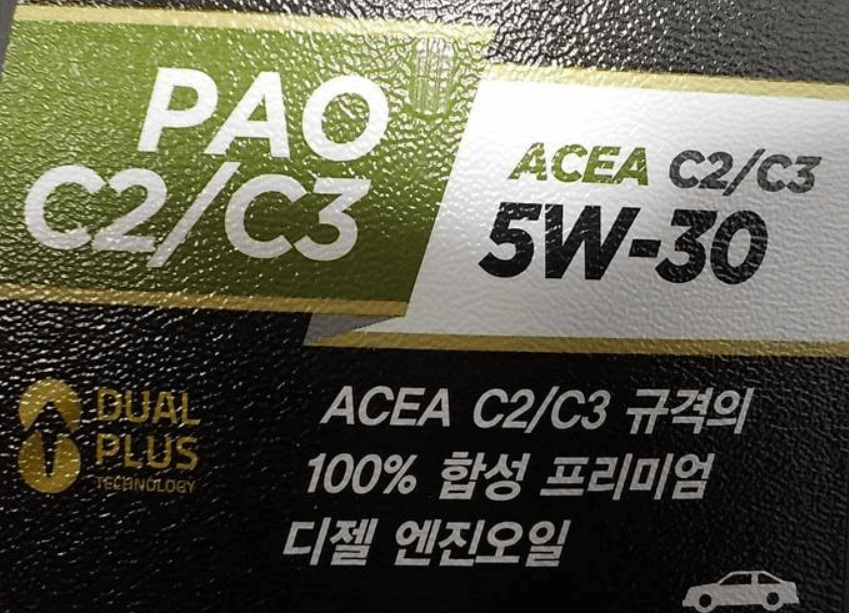 PAO
C2/C3
ACEA C2/C3
5W-30
DUAL
PLUS
TECHNOLOGY
ACEA C2/C3 규격의
100% 합성 프리미엄
디젤 엔진오일